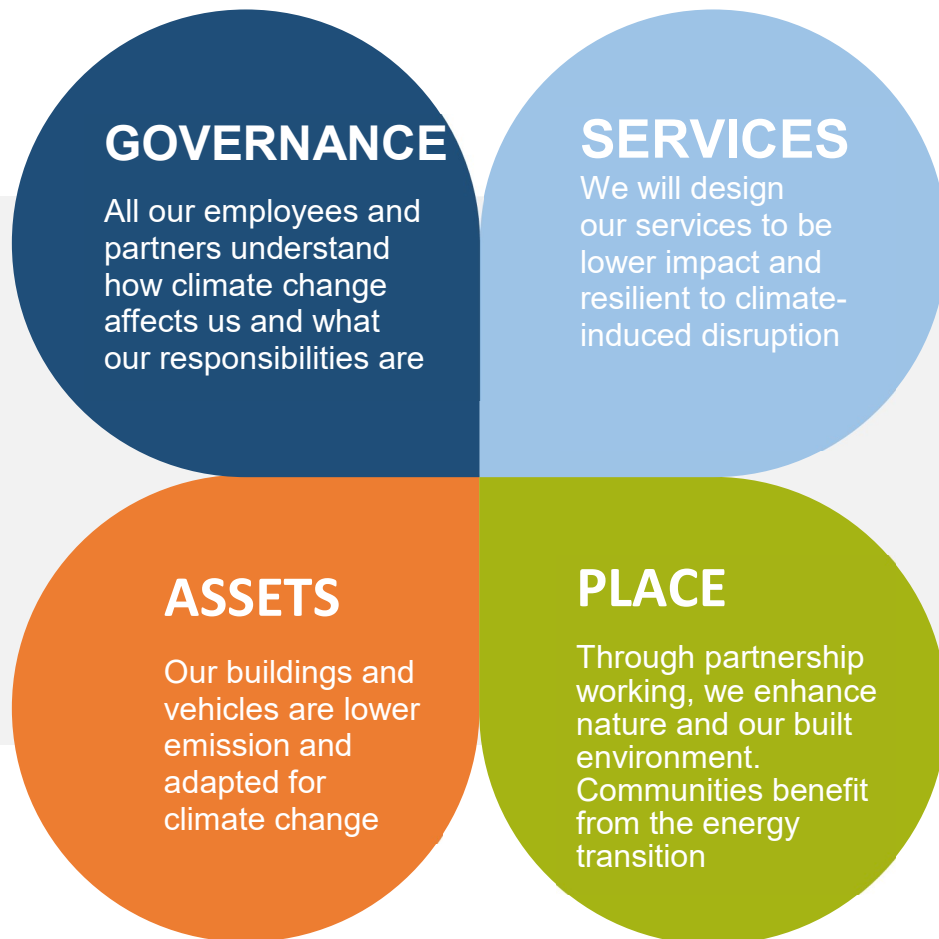 GOVERNANCE
All our employees and
partners understand
how climate change
affects us and what
our responsibilities are
SERVICES
We will design
our services to be
lower impact and
resilient to climate-
induced disruption
ASSETS
Our buildings and
vehicles are lower
emission and
adapted for
climate change
PLACE
Through partnership
working, we enhance
nature and our built
environment.
Communities benefit
from the energy
transition